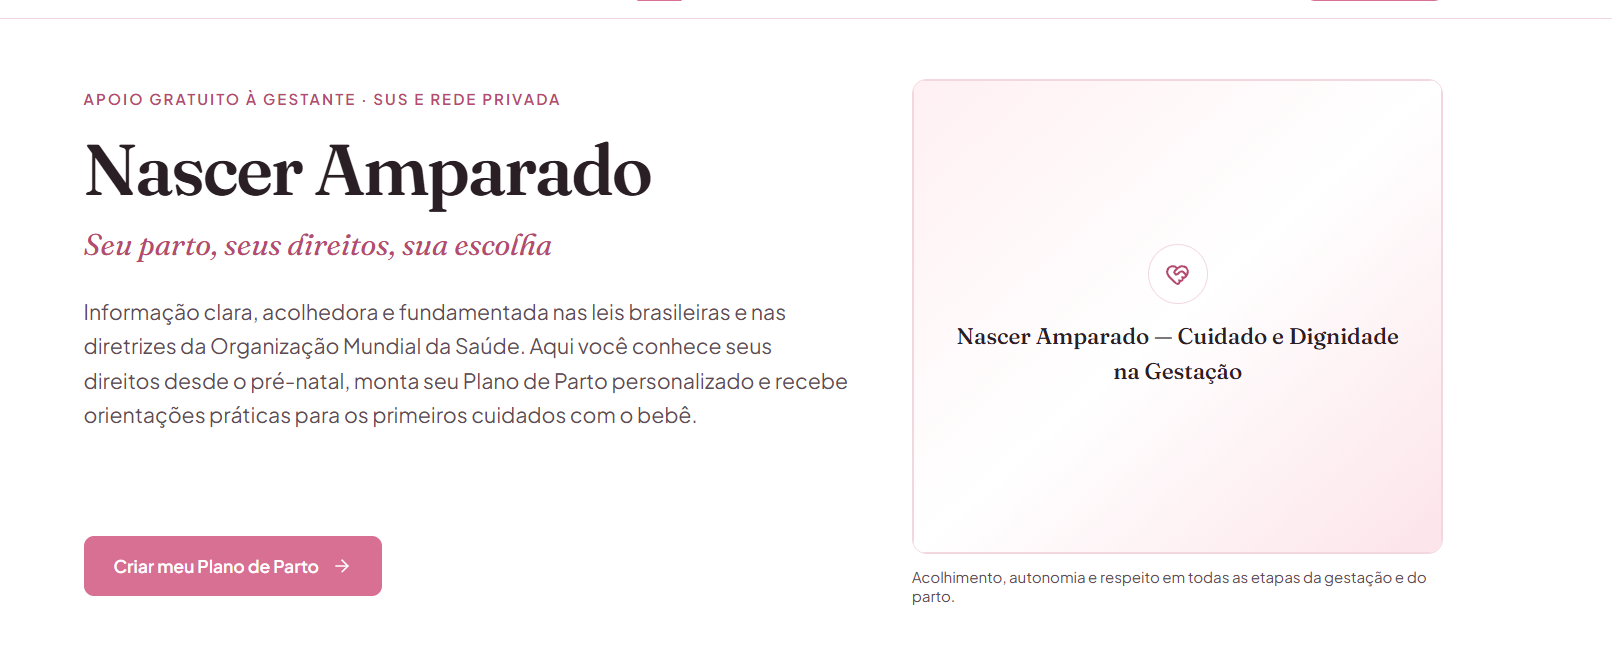 APOIO GRATUITO À GESTANTE · SUS E REDE PRIVADA
Nascer Amparado
Seu parto, seus direitos, sua escolha
Informação clara, acolhedora e fundamentada nas leis brasileiras e nas
diretrizes da Organização Mundial da Saúde. Aqui você conhece seus
direitos desde o pré-natal, monta seu Plano de Parto personalizado e recebe
orientações práticas para os primeiros cuidados com o bebê.
Criar meu Plano de Parto →
Nascer Amparado — Cuidado e Dignidade
na Gestação
Acolhimento, autonomia e respeito em todas as etapas da gestação e do
parto.